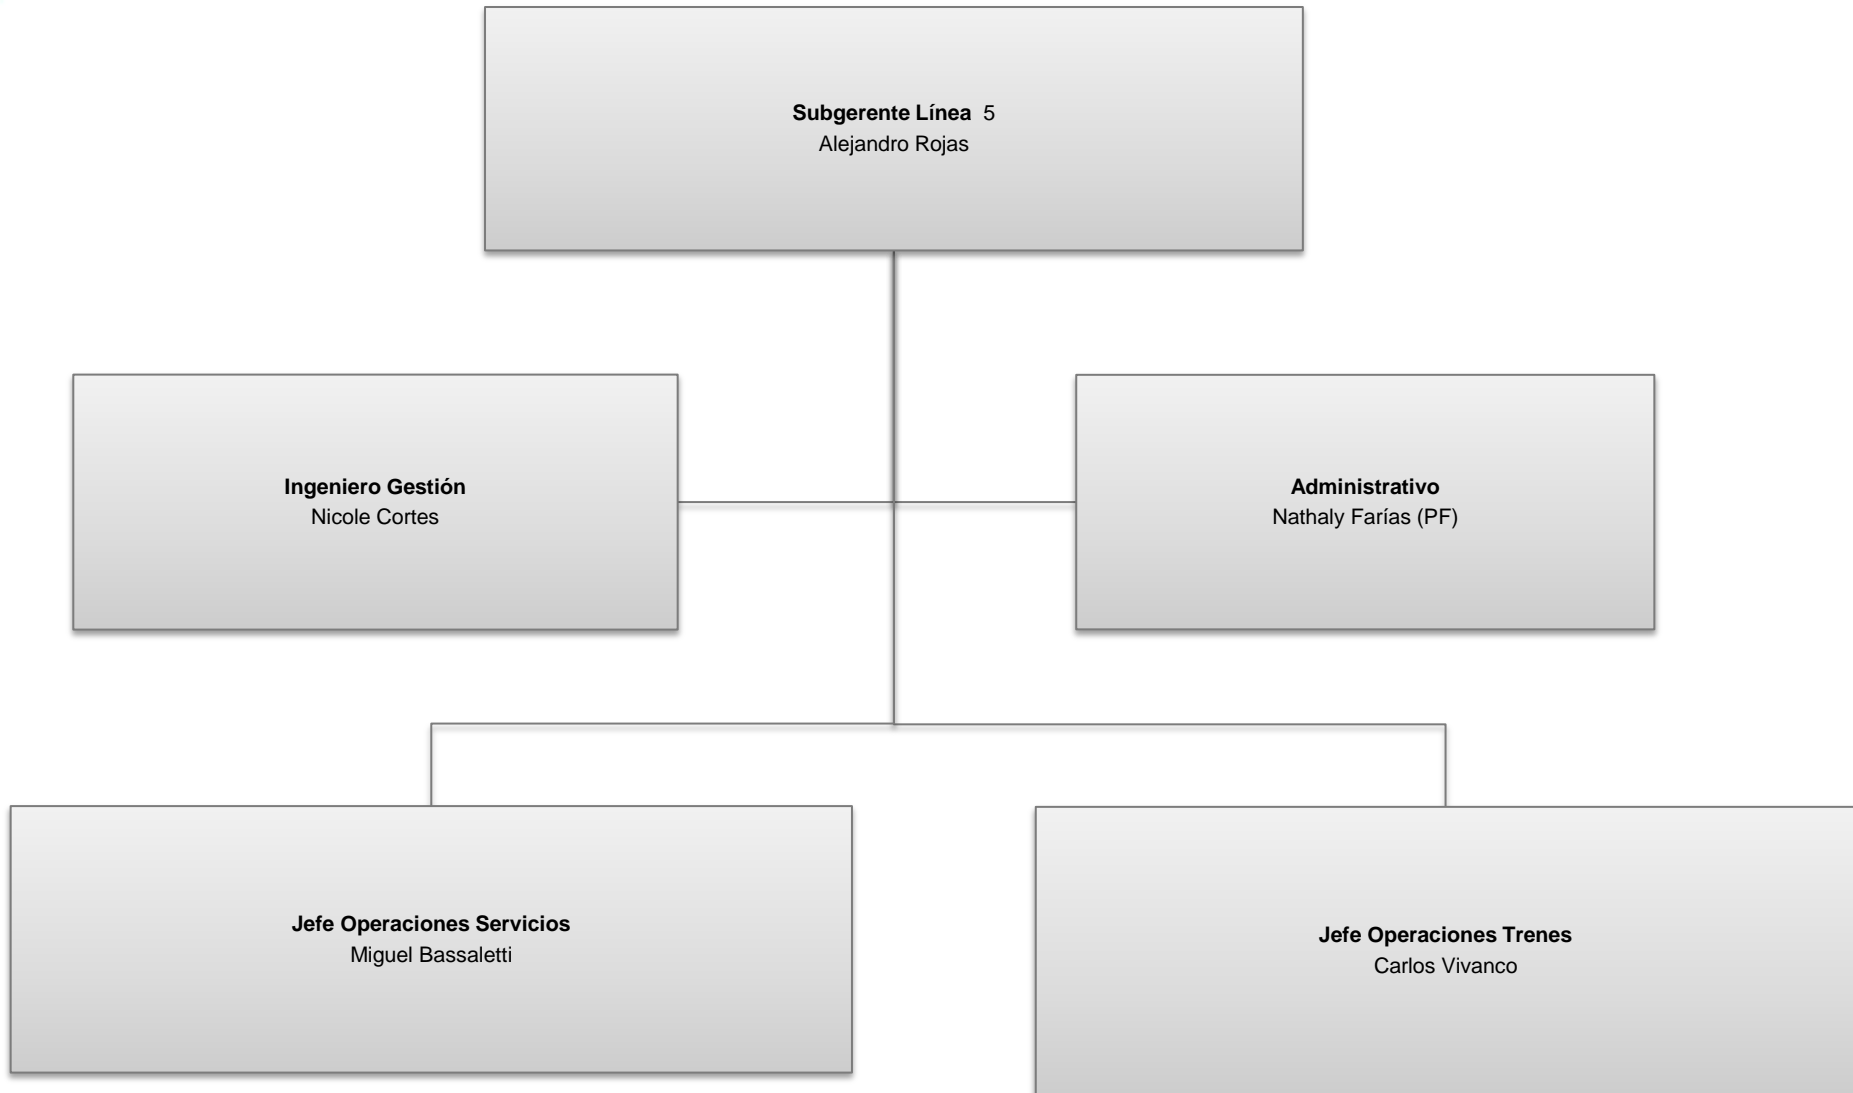 Subgerente Línea 5
Alejandro Rojas
Ingeniero Gestión
Nicole Cortes
Administrativo
Nathaly Farías (PF)
Jefe Operaciones Servicios
Miguel Bassaletti
Jefe Operaciones Trenes
Carlos Vivanco